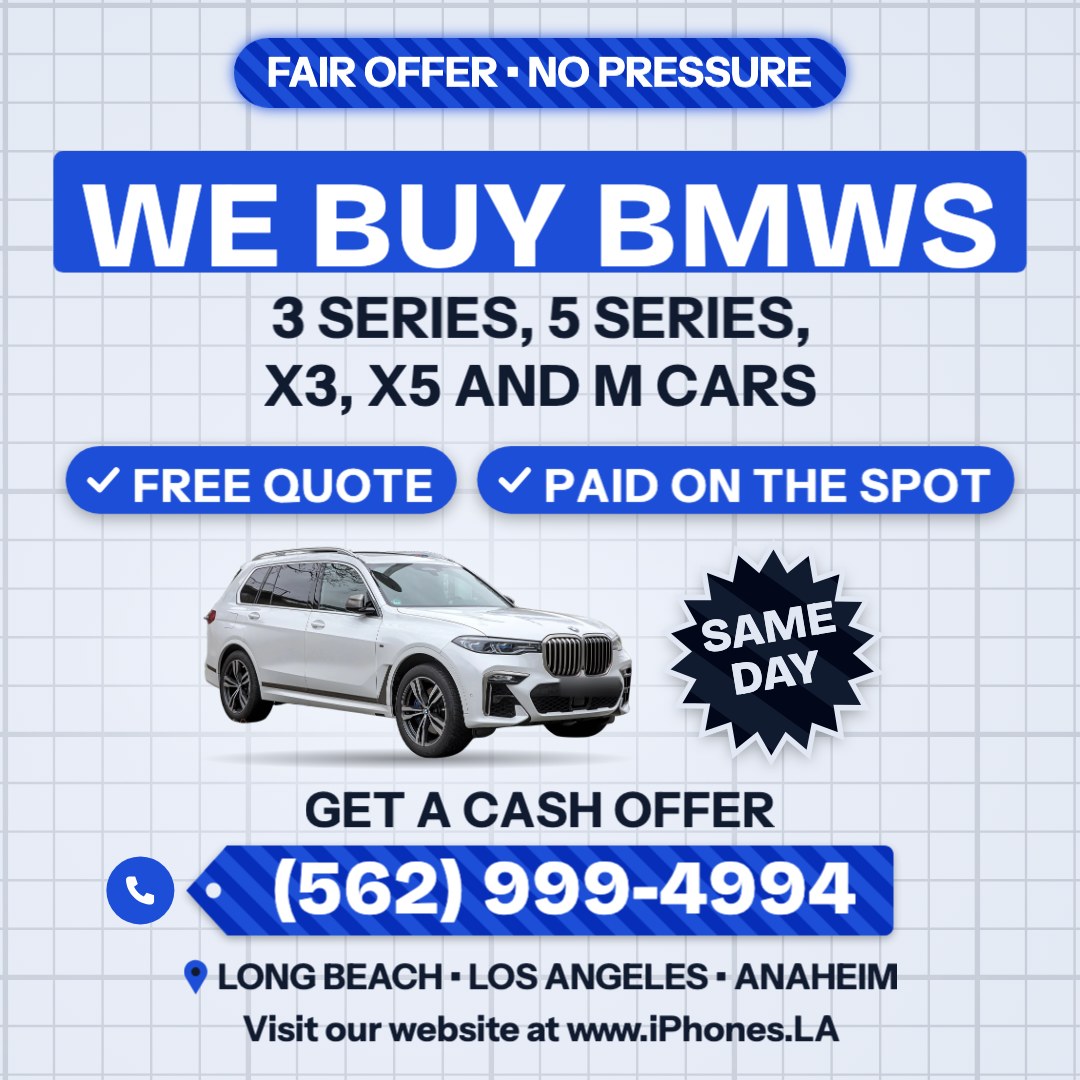 FAIR OFFER ▪ NO PRESSURE
WE BUY BMWS
3 SERIES, 5 SERIES,
X3, X5 AND M CARS
FREE QUOTE
PAID ON THE SPOT
SAME
DAY
GET A CASH OFFER
(562) 999-4994
LONG BEACH ▪ LOS ANGELES ▪ ANAHEIM
Visit our website at www.iPhones.LA